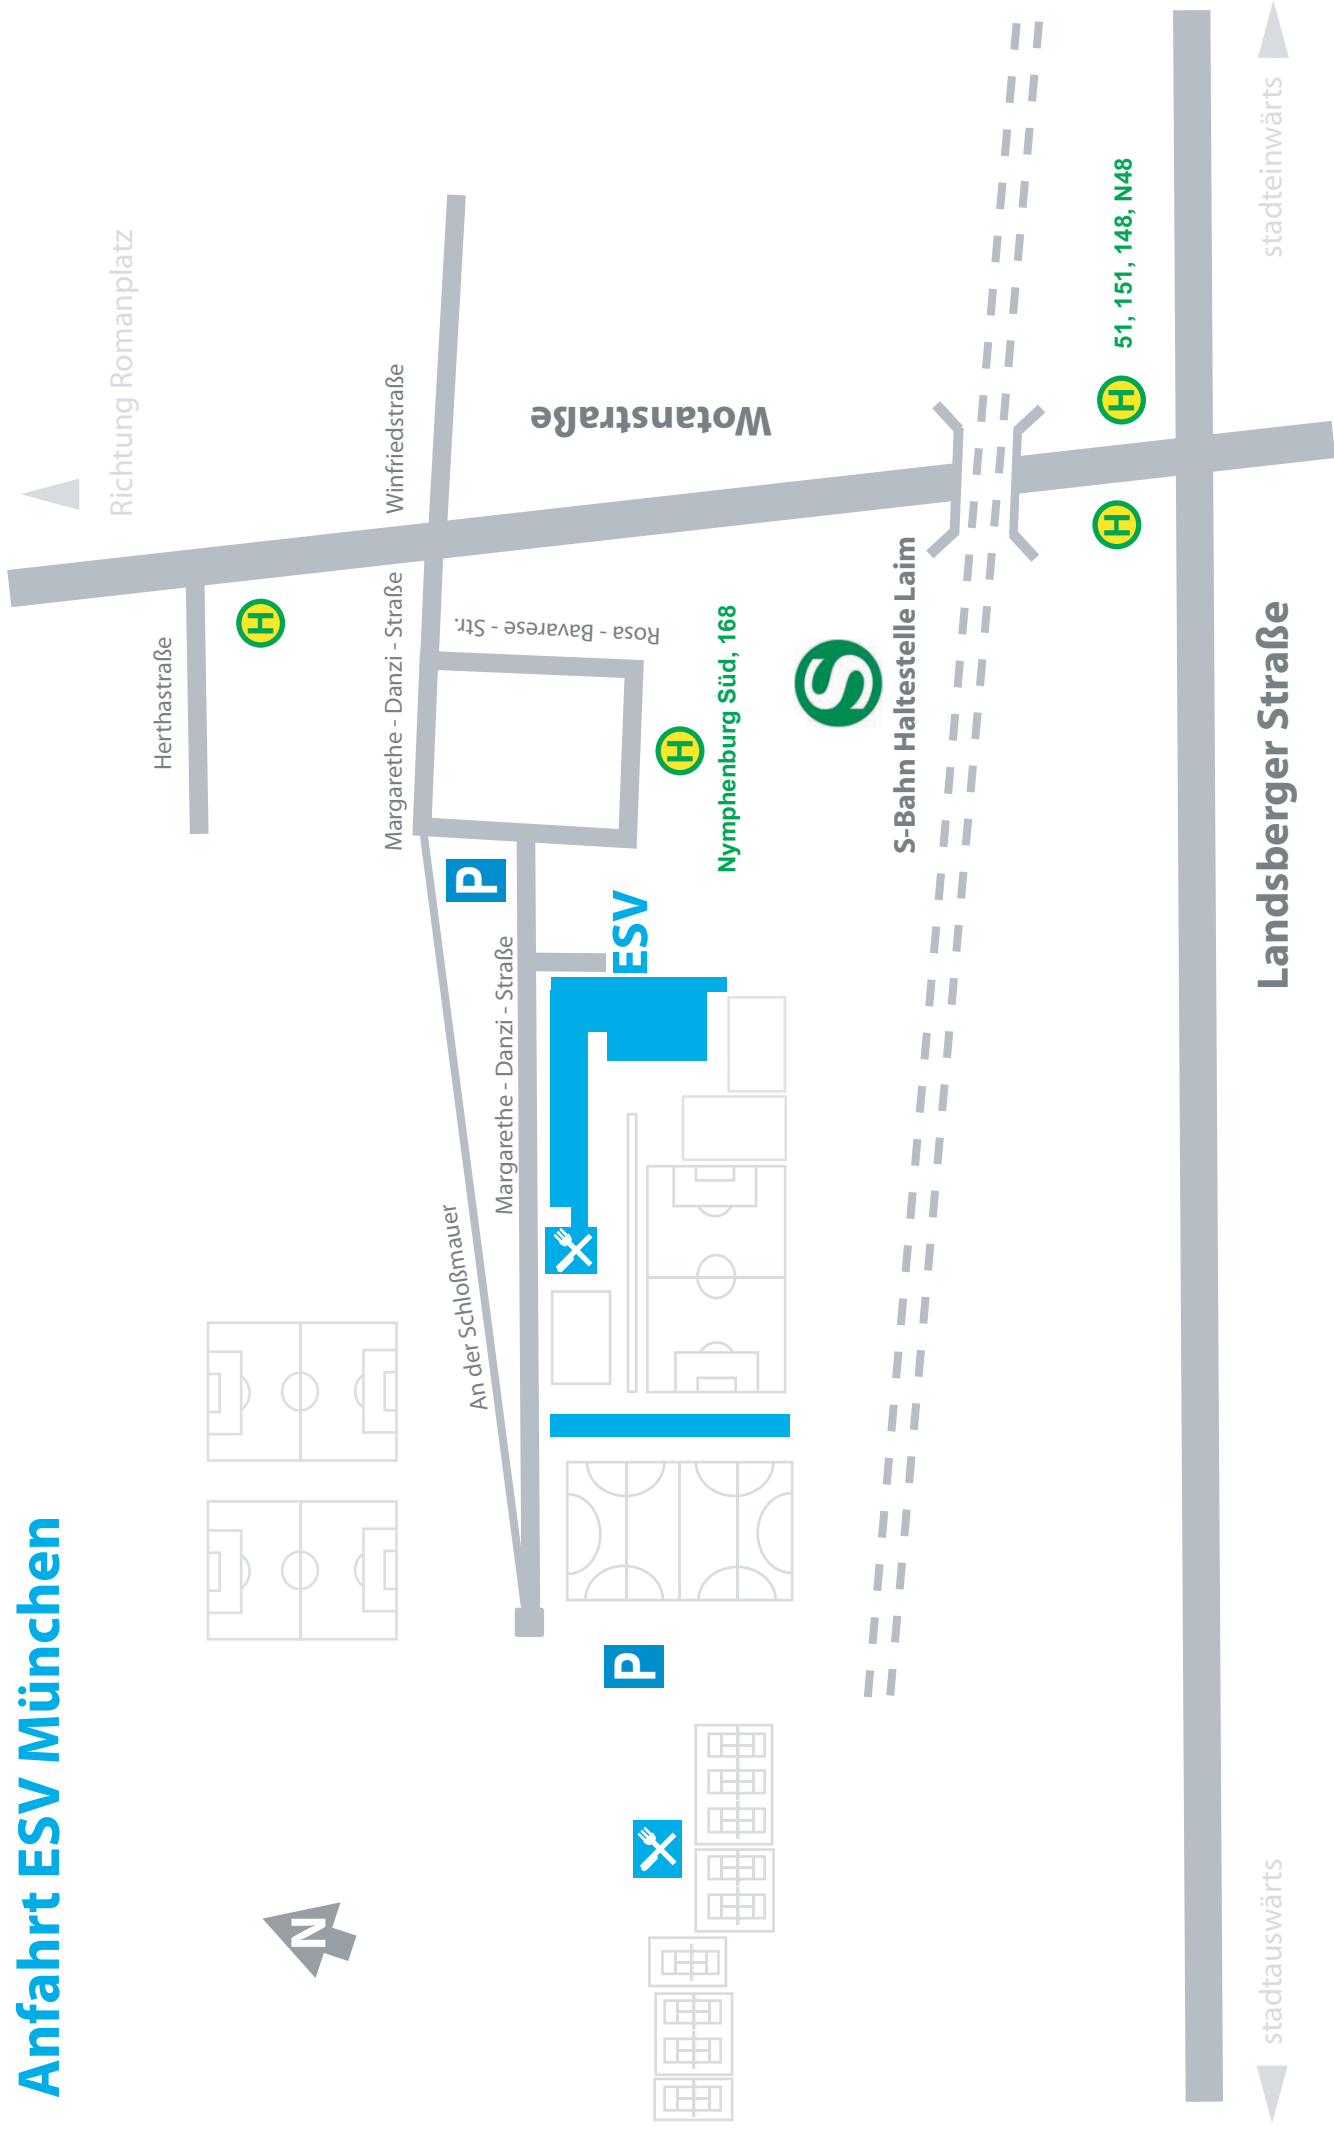 Anfahrt ESV München
N
Richtung Romanplatz
Herthastraße
H
Margarethe - Danzi - Straße
Winfriedstraße
Rosa - Bavarese - Str.
Wotanstraße
An der Schloßmauer
P
Margarethe - Danzi - Straße
ESV
P
H
Nymphenburg Süd, 168
S
S-Bahn Haltestelle Laim
H
H
51, 151, 148, N48
stadtauswärts
Landsberger Straße
stadteinwärts